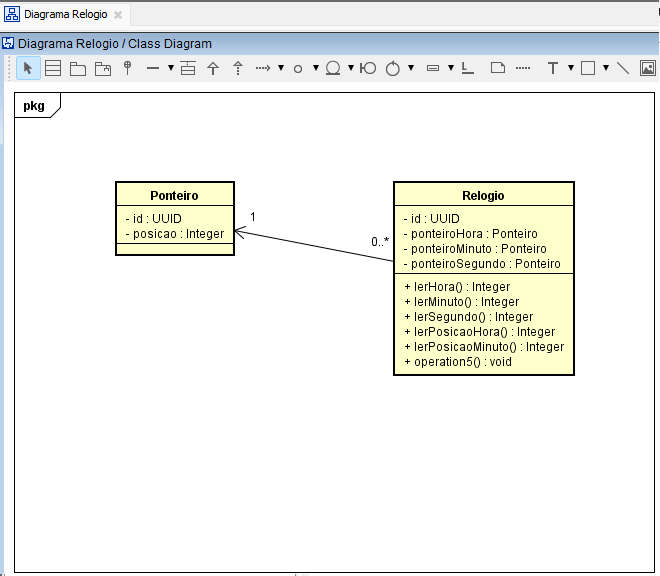 Diagrama Relogio
Diagrama Relogio / Class Diagram
T
pkg
Ponteiro
- id : UUID
- posicao : Integer
1
0..*
Relogio
- id : UUID
- ponteiroHora : Ponteiro
- ponteiroMinuto : Ponteiro
- ponteiroSegundo : Ponteiro
+ lerHora() : Integer
+ lerMinuto() : Integer
+ lerSegundo() : Integer
+ lerPosicaoHora() : Integer
+ lerPosicaoMinuto() : Integer
+ operation5() : void